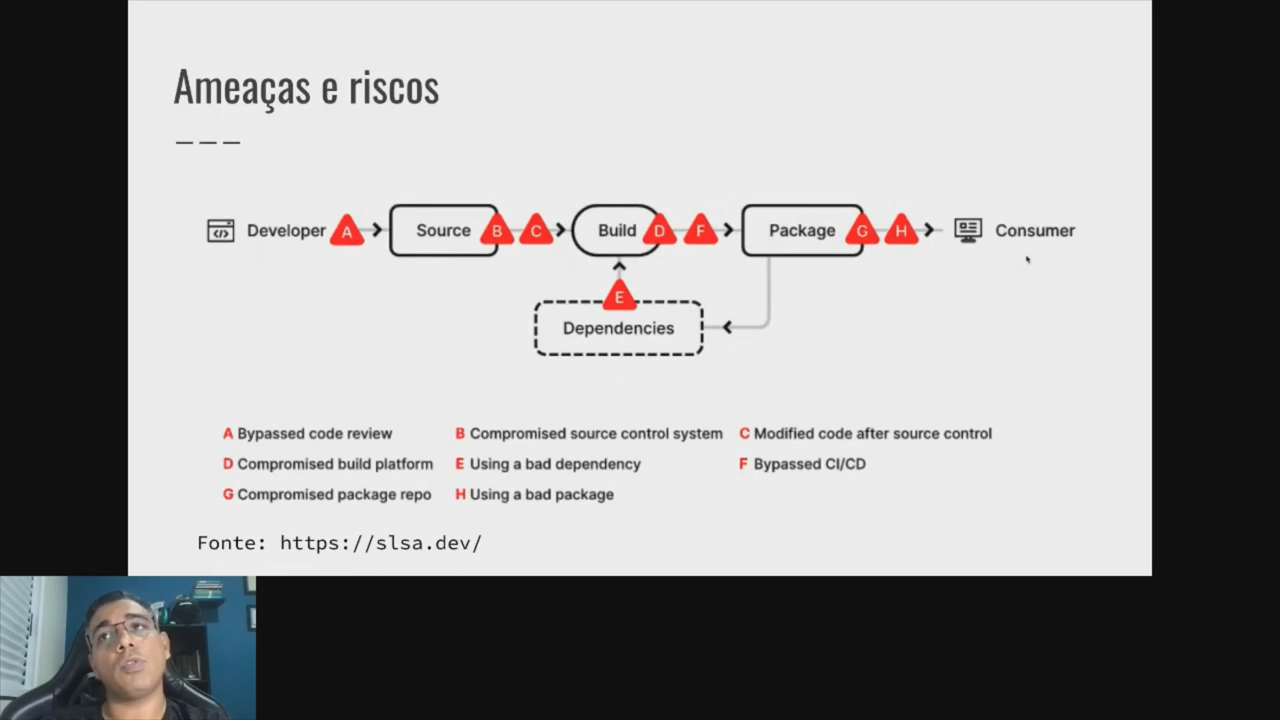 Ameaças e riscos
Developer A Source B C Build D F Package G H Consumer
E
Dependencies
A Bypassed code review B Compromised source control system C Modified code after source control
D Compromised build platform E Using a bad dependency F Bypassed CI/CD
G Compromised package repo H Using a bad package
Fonte: https://slsa.dev/